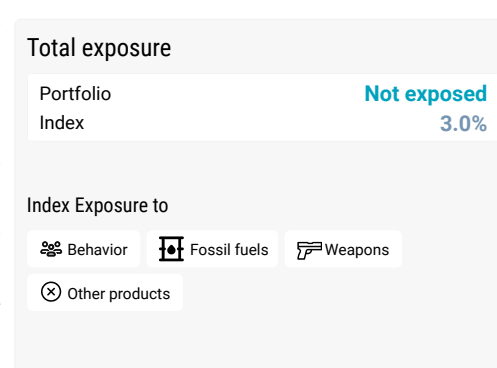 Total exposure
Portfolio Not exposed
Index 3.0%
Index Exposure to
Behavior Fossil fuels Weapons
Other products